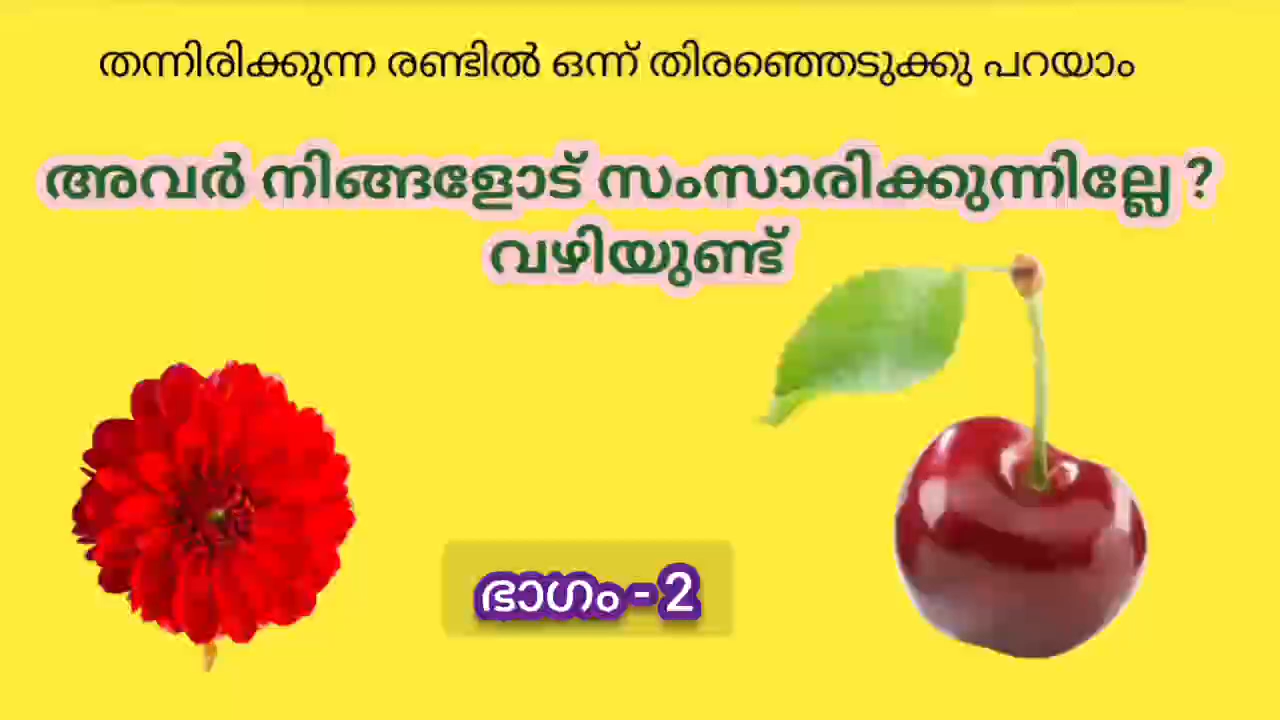 തന്നിരിക്കുന്ന രണ്ടിൽ ഒന്ന് തിരഞ്ഞെടുക്കു പറയാം
അവർ നിങ്ങളോട് സംസാരിക്കുന്നില്ലേ ?
വഴിയുണ്ട്
ഭാഗം - 2